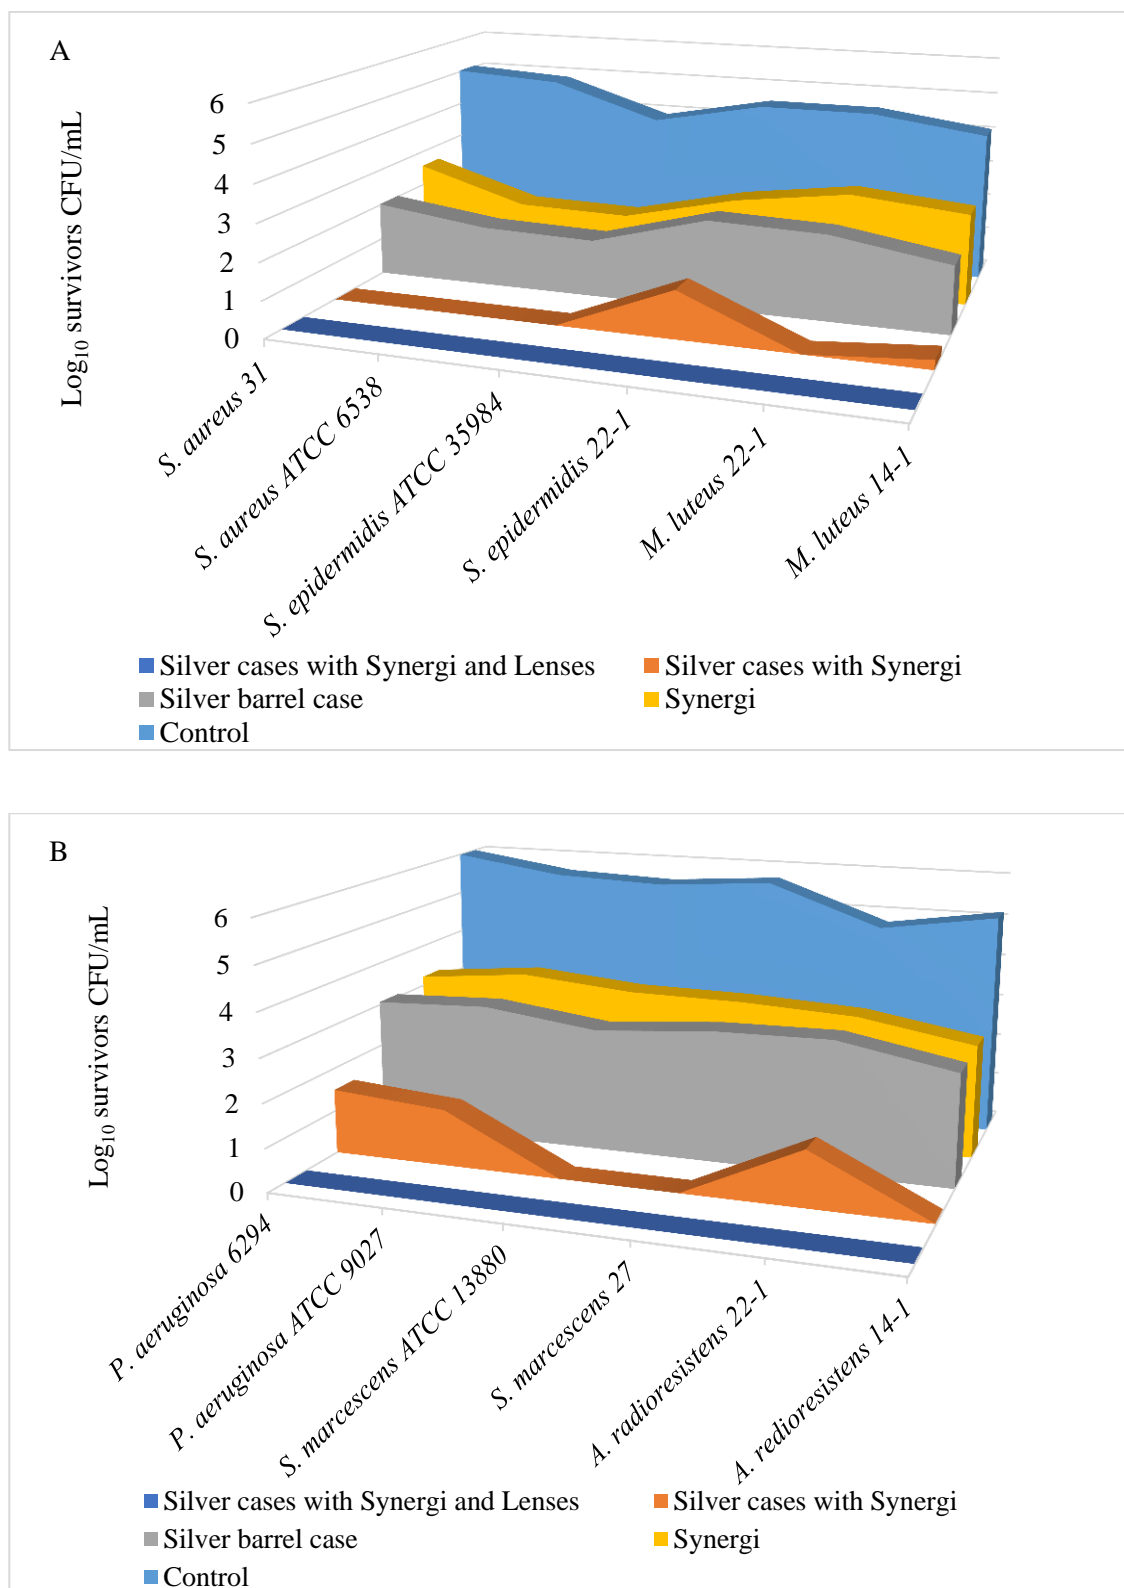 A
Log10 survivors CFU/mL
6
5
4
3
2
1
0
S. aureus 31
S. aureus ATCC 6538
S. epidermidis ATCC 35984
S. epidermidis 22-1
M. luteus 22-1
M. luteus 14-1
Silver cases with Synergi and Lenses
Silver cases with Synergi
Silver barrel case
Synergi
Control
B
Log10 survivors CFU/mL
6
5
4
3
2
1
0
P. aeruginosa 6294
P. aeruginosa ATCC 9027
S. marcescens ATCC 13880
S. marcescens 27
A. radioresistens 22-1
A. redioresistens 14-1
Silver cases with Synergi and Lenses
Silver cases with Synergi
Silver barrel case
Synergi
Control